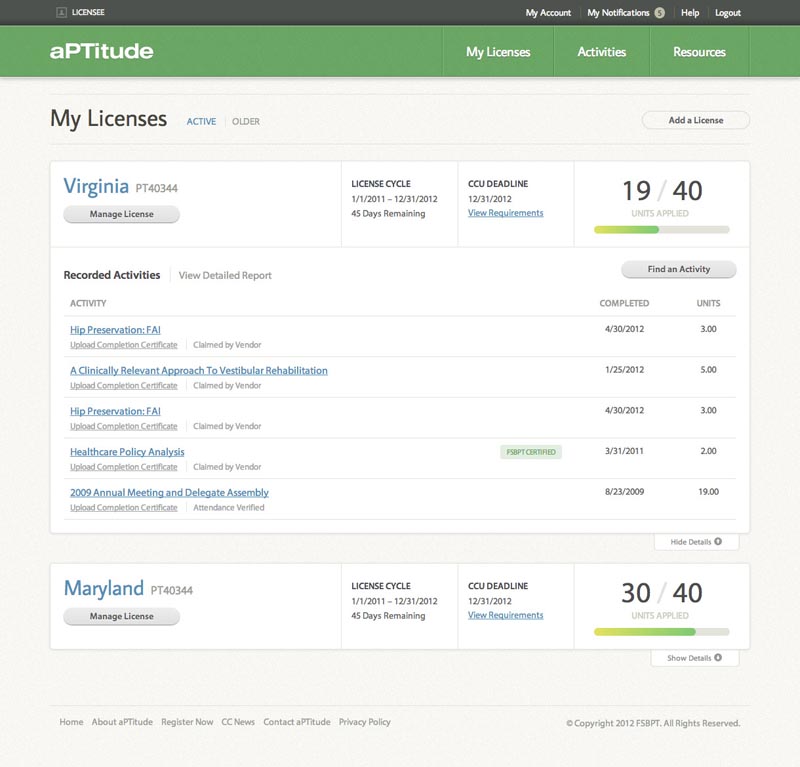 LICENSEE
My Account
My Notifications 5
Help
Logout
aPTitude
My Licenses
Activities
Resources
My Licenses
ACTIVE
OLDER
Add a License
Virginia PT40344
Manage License
LICENSE CYCLE
1/1/2011 – 12/31/2012
45 Days Remaining
CCU DEADLINE
12/31/2012
View Requirements
19 / 40
UNITS APPLIED
Recorded Activities
View Detailed Report
Find an Activity
ACTIVITY
COMPLETED
UNITS
Hip Preservation: FAI
4/30/2012
3.00
Upload Completion Certificate
Claimed by Vendor
A Clinically Relevant Approach To Vestibular Rehabilitation
1/25/2012
5.00
Upload Completion Certificate
Claimed by Vendor
Hip Preservation: FAI
4/30/2012
3.00
Upload Completion Certificate
Claimed by Vendor
Healthcare Policy Analysis
FSBPT CERTIFIED
3/31/2011
2.00
Upload Completion Certificate
Claimed by Vendor
2009 Annual Meeting and Delegate Assembly
8/23/2009
19.00
Upload Completion Certificate
Attendance Verified
Hide Details
Maryland PT40344
Manage License
LICENSE CYCLE
1/1/2011 – 12/31/2012
45 Days Remaining
CCU DEADLINE
12/31/2012
View Requirements
30 / 40
UNITS APPLIED
Show Details
Home
About aPTitude
Register Now
CC News
Contact aPTitude
Privacy Policy
© Copyright 2012 FSBPT. All Rights Reserved.